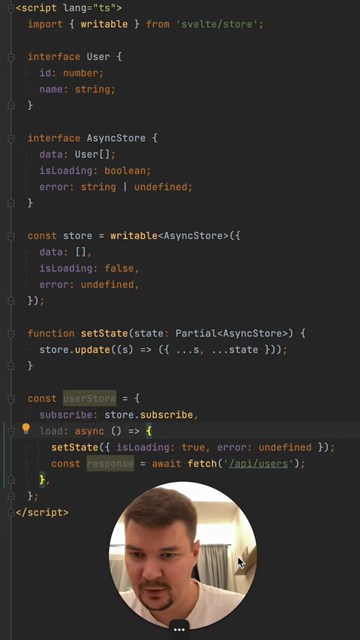 <script lang="ts">
import { writable } from 'svelte/store';
interface User {
id: number;
name: string;
}
interface AsyncStore {
data: User[];
isLoading: boolean;
error: string | undefined;
}
const store = writable<AsyncStore>({
data: [],
isLoading: false,
error: undefined,
});
function setState(state: Partial<AsyncStore>) {
store.update((s) => ({ ...s, ...state }));
}
const userStore = {
subscribe: store.subscribe,
load: async () => {
setState({ isLoading: true, error: undefined });
const response = await fetch('/api/users');
},
};
</script>